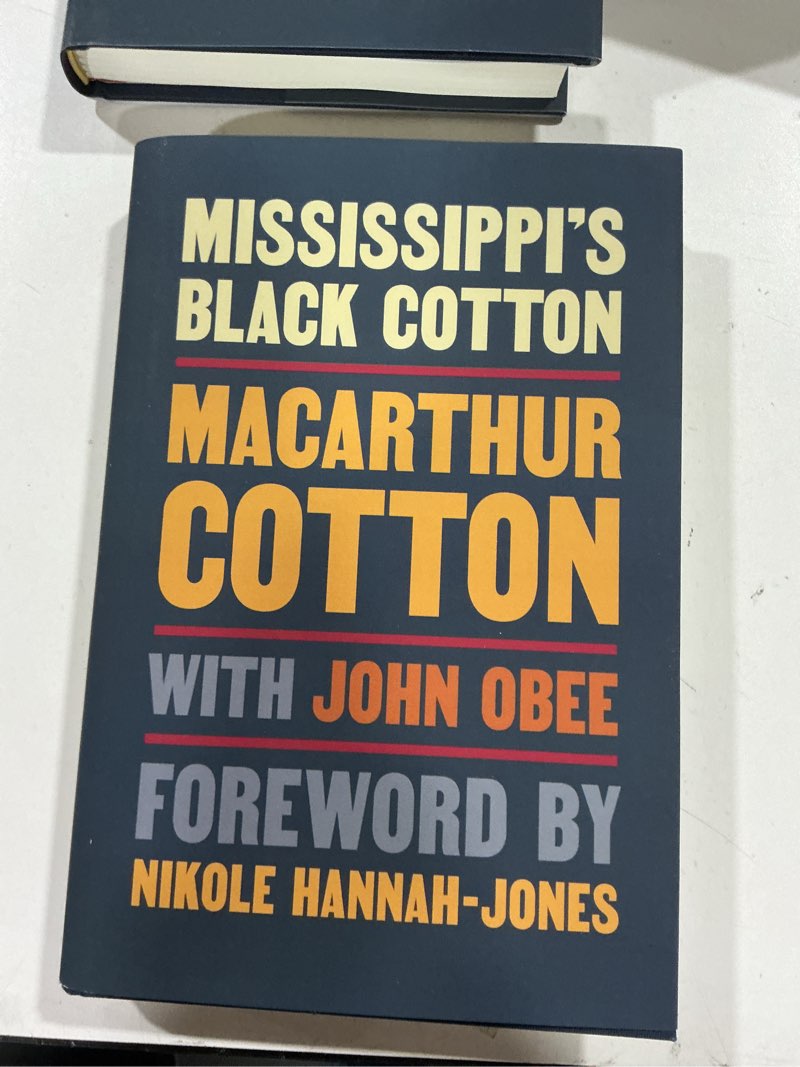 MISSISSIPPI'S
BLACK COTTON
MACARTHUR
COTTON
WITH JOHN OBEE
FOREWORD BY
NIKOLE HANNAH-JONES